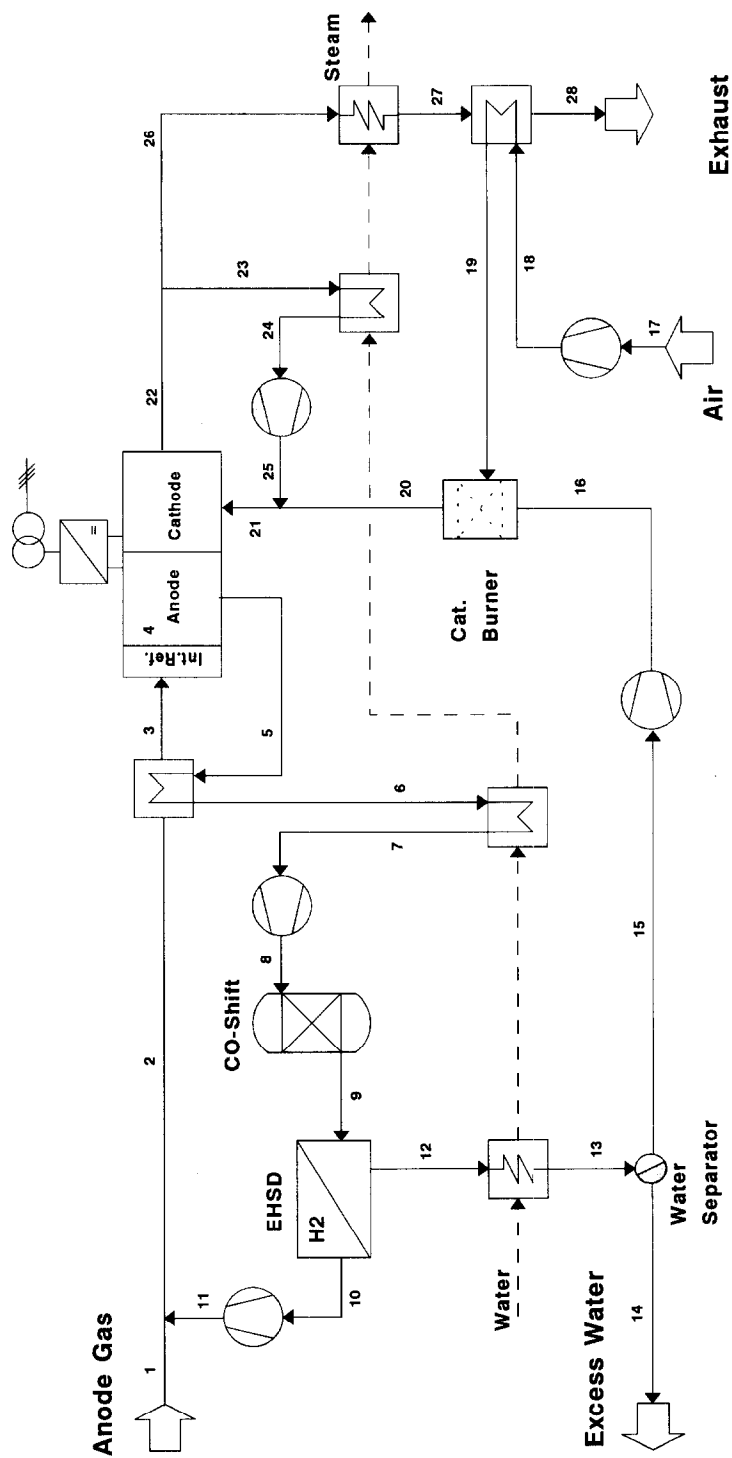 Anode Gas
1
2
3
4
Int.Ref.
Anode
Cathode
=
22
26
5
11
10
EHSD
H2
9
CO-Shift
8
7
6
25
24
23
Steam
21
20
Cat.
Burner
19
18
27
28
Exhaust
Water
12
13
16
17
Air
Excess Water
14
Water
Separator
15